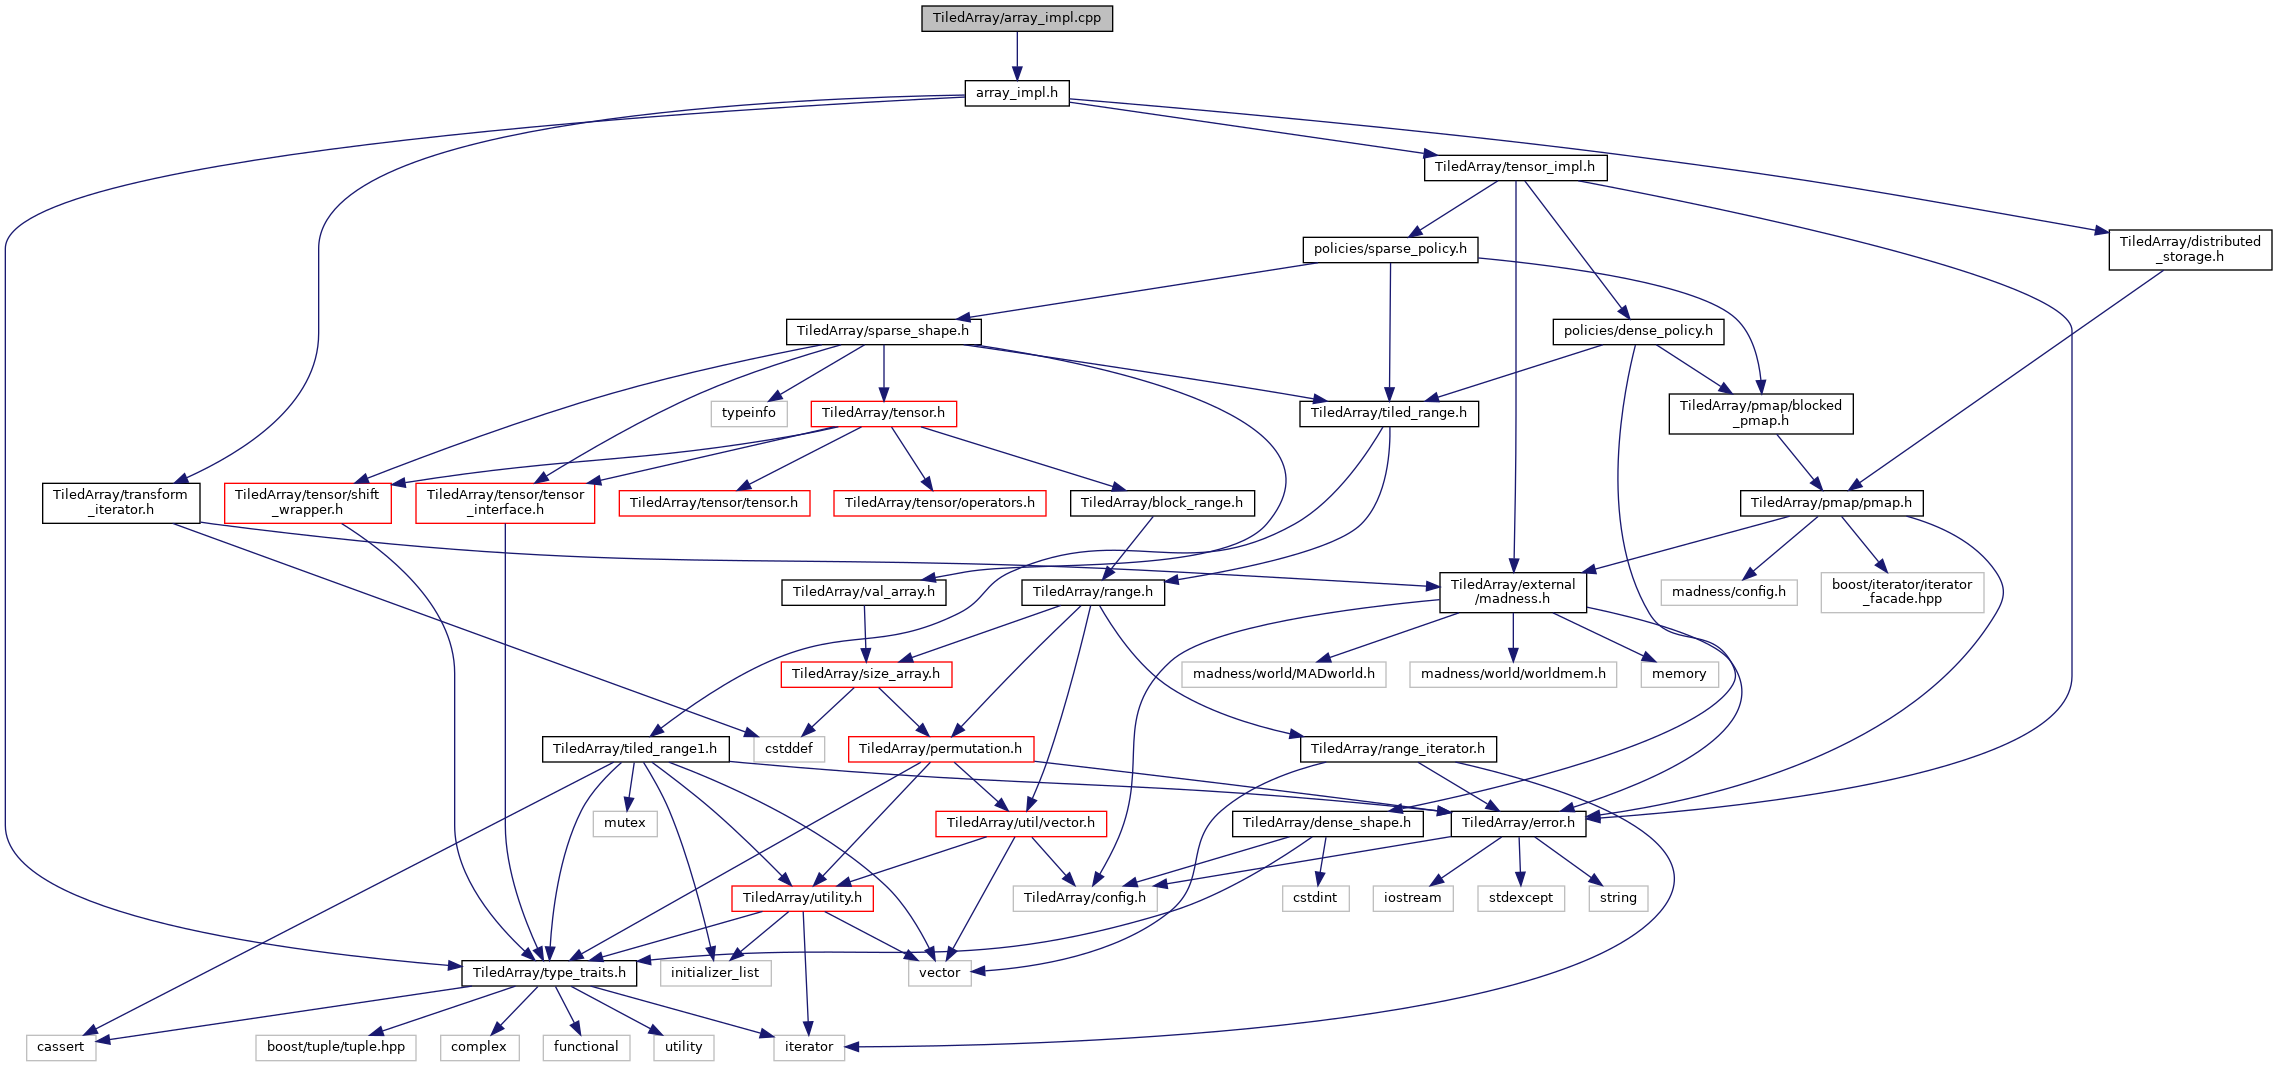 TiledArray/array_impl.cpp
array_impl.h
TiledArray/tensor_impl.h
policies/sparse_policy.h
TiledArray/distributed
_storage.h
TiledArray/sparse_shape.h
policies/dense_policy.h
typeinfo
TiledArray/tensor.h
TiledArray/tiled_range.h
TiledArray/pmap/blocked
_pmap.h
TiledArray/transform
_iterator.h
TiledArray/tensor/shift
_wrapper.h
TiledArray/tensor/tensor
_interface.h
TiledArray/tensor/tensor.h
TiledArray/tensor/operators.h
TiledArray/block_range.h
TiledArray/pmap/pmap.h
TiledArray/val_array.h
TiledArray/range.h
TiledArray/external
/madness.h
madness/config.h
boost/iterator/iterator
_facade.hpp
TiledArray/size_array.h
madness/world/MADworld.h
madness/world/worldmem.h
memory
TiledArray/tiled_range1.h
cstddef
TiledArray/permutation.h
TiledArray/range_iterator.h
mutex
TiledArray/util/vector.h
TiledArray/dense_shape.h
TiledArray/error.h
TiledArray/utility.h
TiledArray/config.h
cstdint
iostream
stdexcept
string
TiledArray/type_traits.h
initializer_list
vector
cassert
boost/tuple/tuple.hpp
complex
functional
utility
iterator